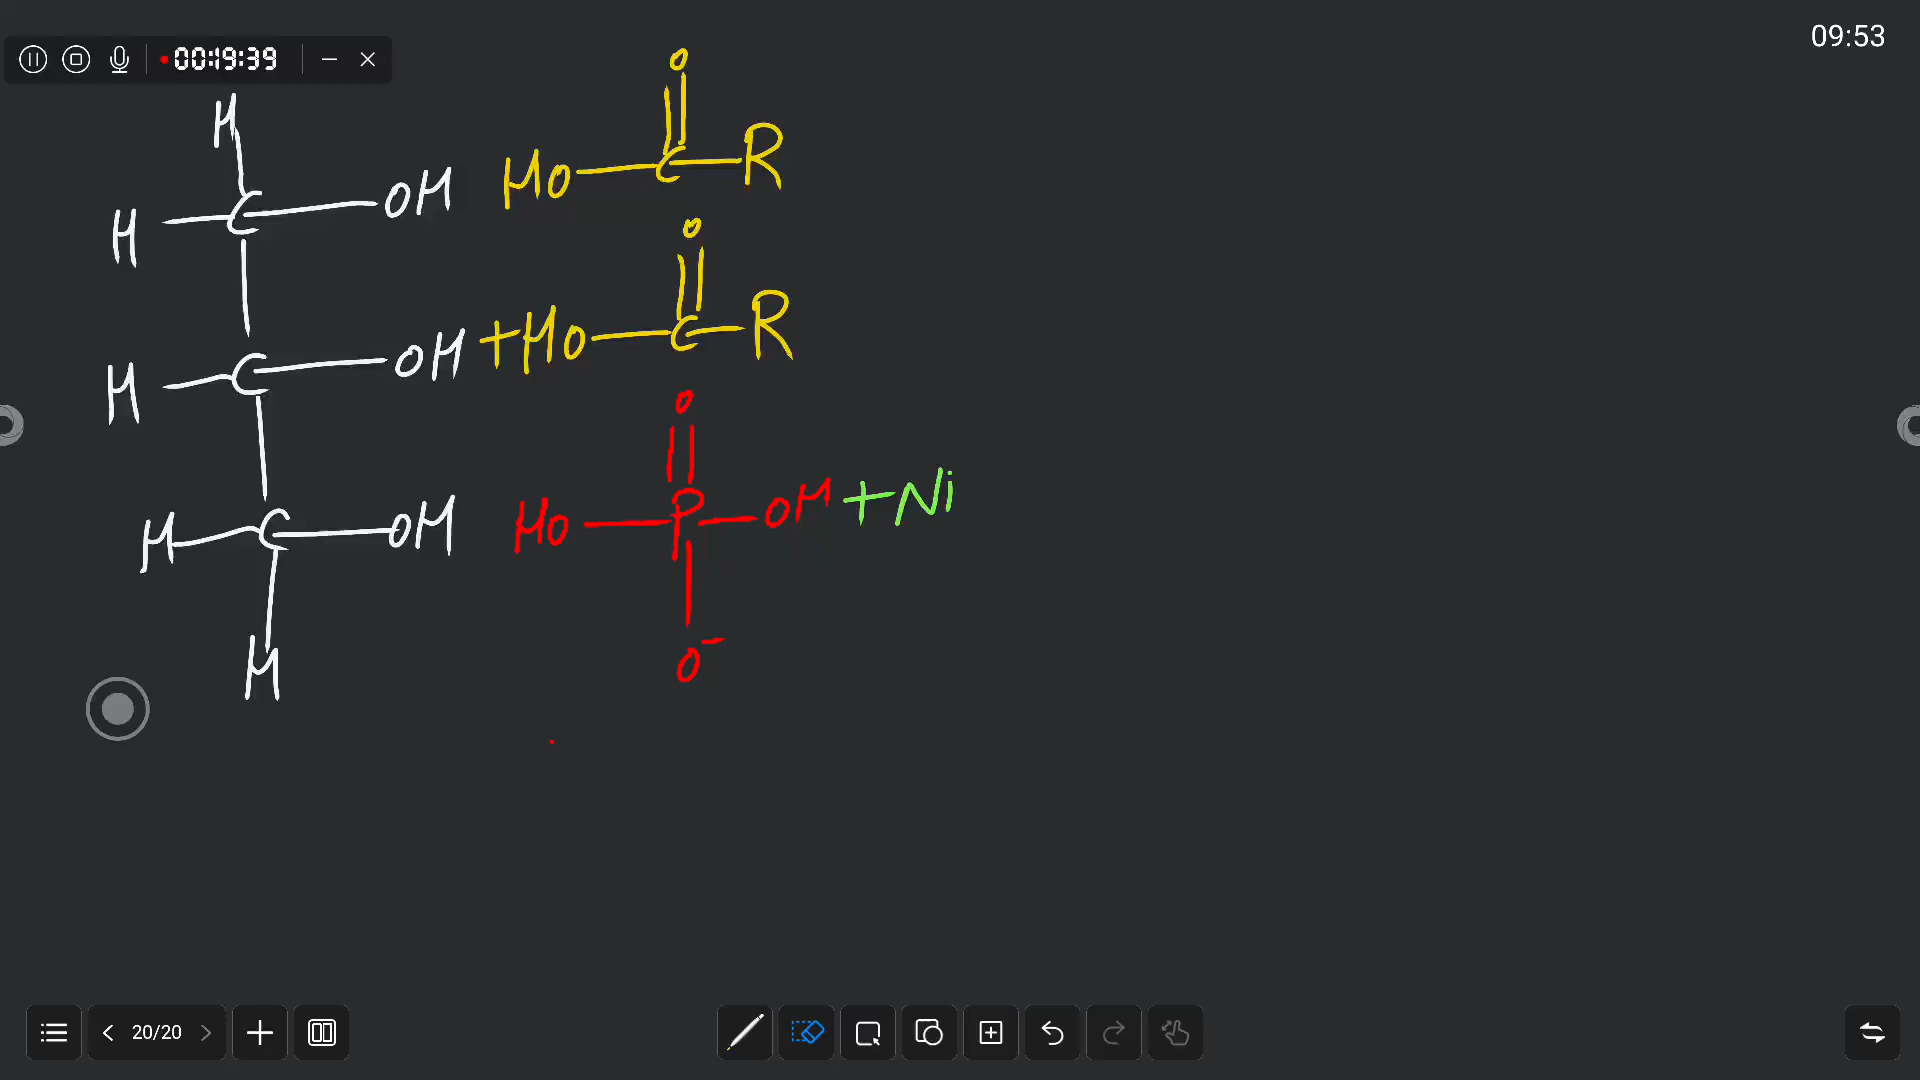 09:53
00:19:39
O
H
HO C R
H C OH
O
H C OH +HO C R
O
H C OH HO P OH +Ni
O⁻
H
20/20